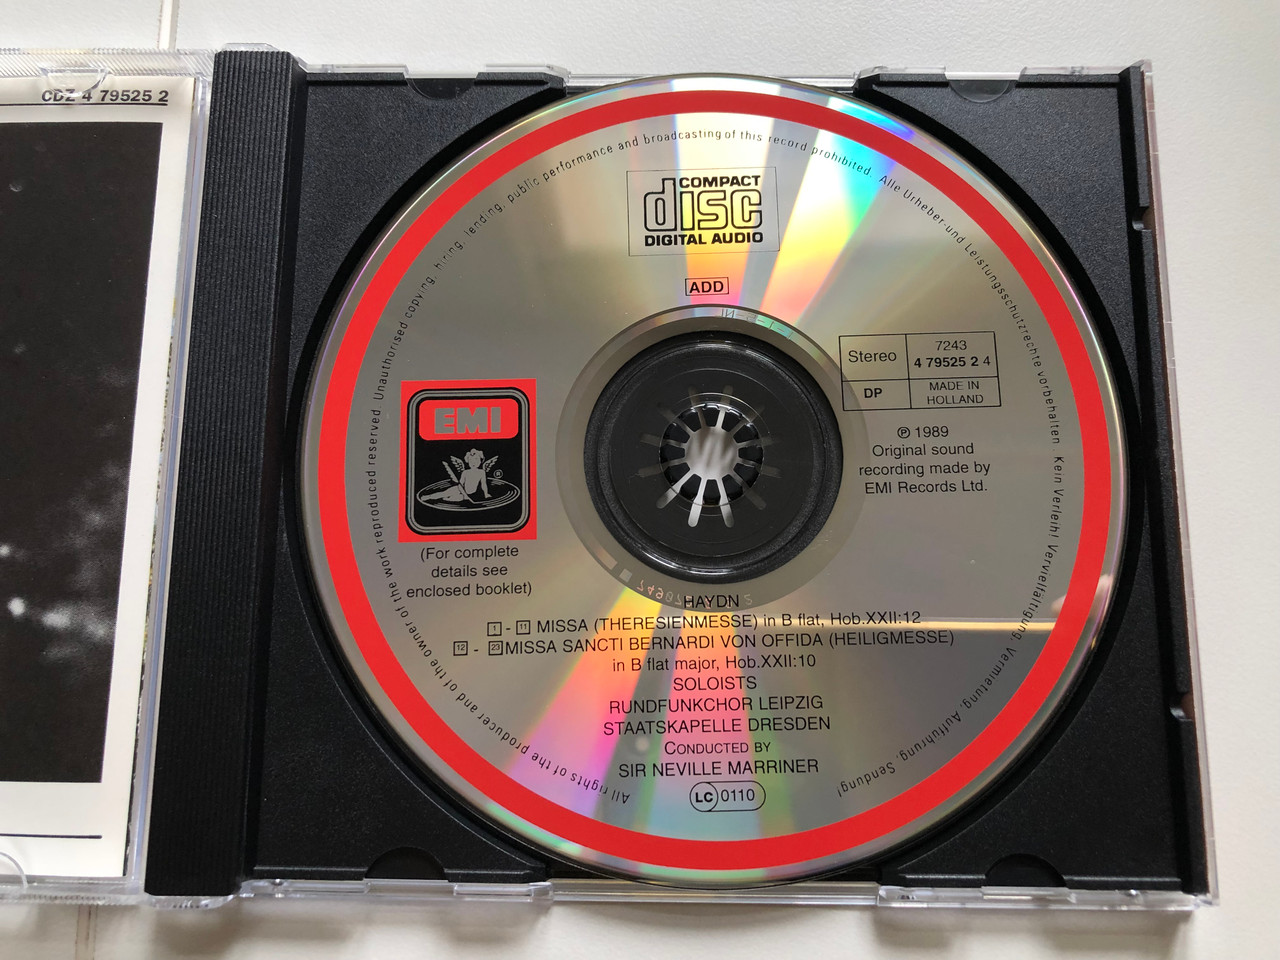 CDZ 4 79525 2
All rights of the producer and of the owner of the work reproduced reserved. Unauthorised copying, hiring, lending, public performance and broadcasting of this record prohibited. Alle Urheber-und Leistungsschutzrechte vorbehalten. Kein Verleih! Vervielfältigung, Vermietung, Aufführung, Sendung!
COMPACT
disc
DIGITAL AUDIO
ADD
Stereo
7243
4 79525 2 4
DP
MADE IN
HOLLAND
℗ 1989
Original sound
recording made by
EMI Records Ltd.
EMI
®
(For complete
details see
enclosed booklet)
HAYDN
1 - 11 MISSA (THERESIENMESSE) in B flat, Hob.XXII:12
12 - 23 MISSA SANCTI BERNARDI VON OFFIDA (HEILIGMESSE)
in B flat major, Hob.XXII:10
SOLOISTS
RUNDFUNKCHOR LEIPZIG
STAATSKAPELLE DRESDEN
CONDUCTED BY
SIR NEVILLE MARRINER
LC 0110